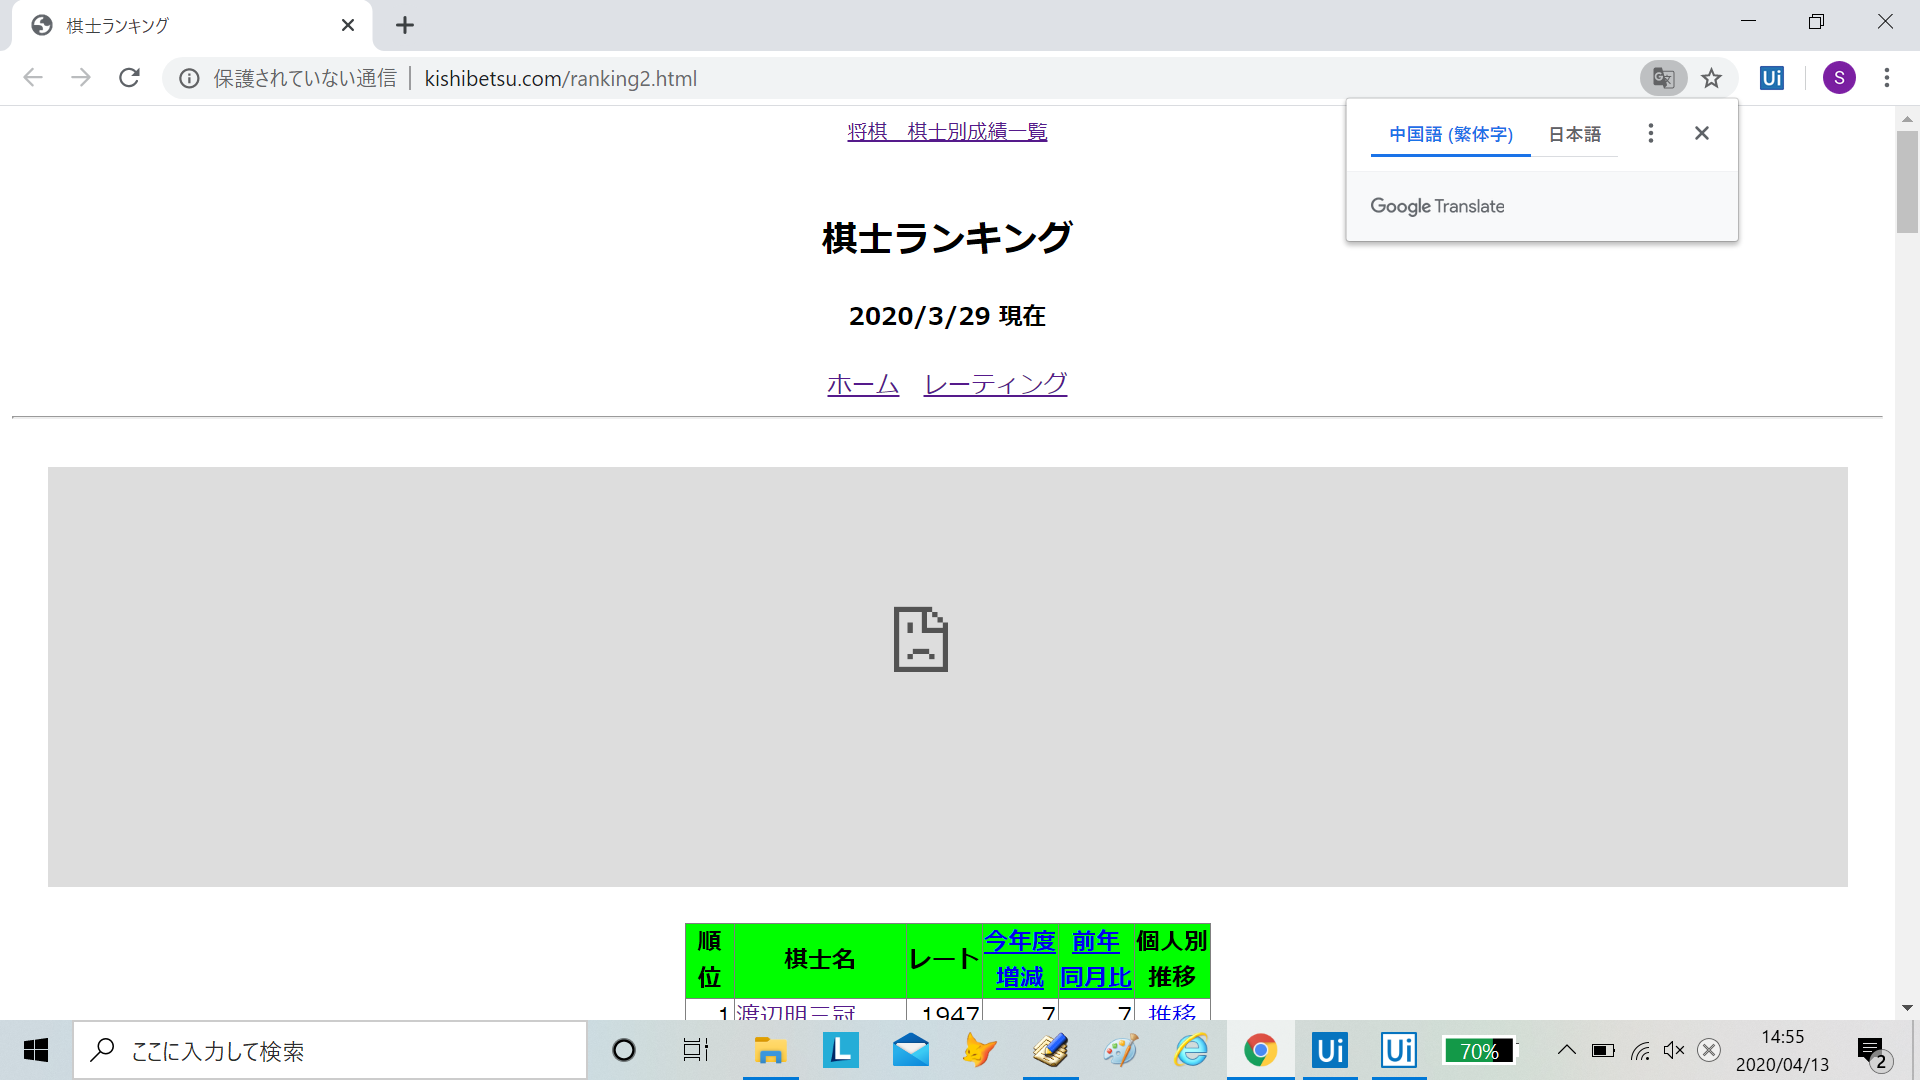 棋士ランキング
保護されていない通信
kishibetsu.com/ranking2.html
Ui
S
中国語 (繁体字)
日本語
Google Translate
将棋　棋士別成績一覧
棋士ランキング
2020/3/29 現在
ホーム　レーティング
順位 棋士名 レート 今年度増減 前年同月比 個人別推移
1 渡辺明三冠 1947 7 7 推移
ここに入力して検索
L
Ui
Ui
70%
14:55
2020/04/13
2